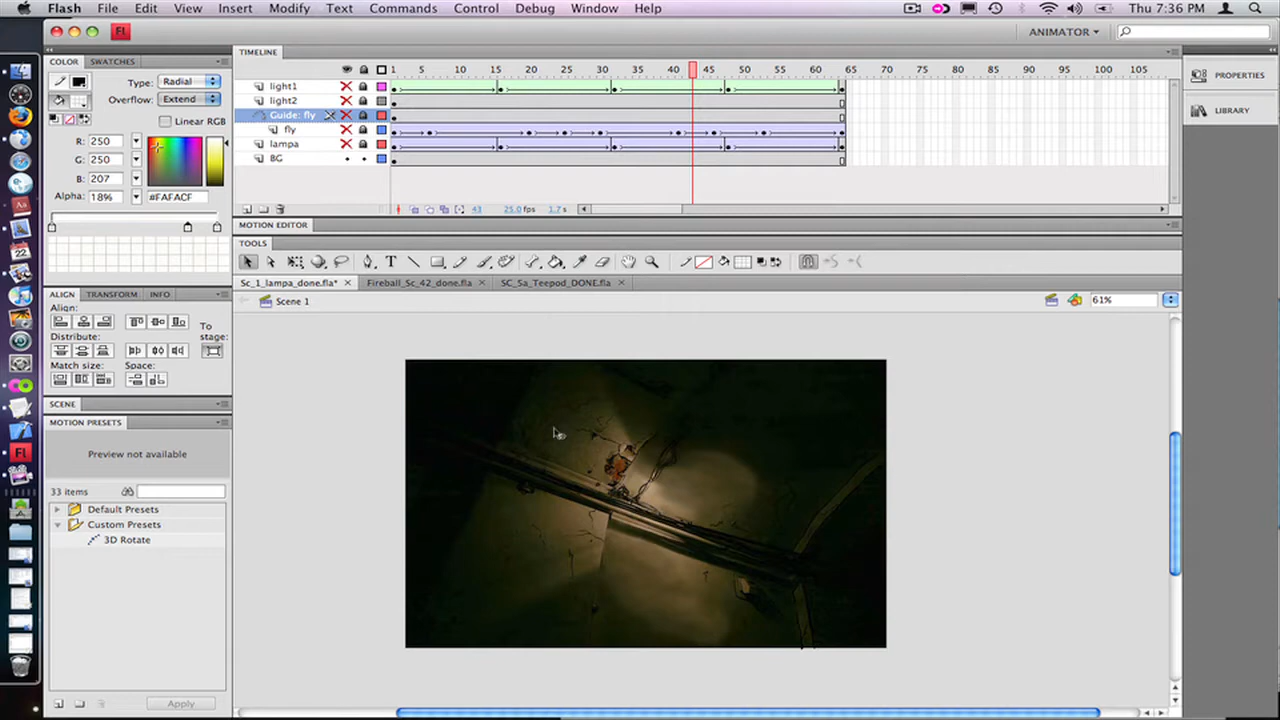 Flash File Edit View Insert Modify Text Commands Control Debug Window Help Thu 7:36 PM
Fl ANIMATOR
COLOR SWATCHES
Type: Radial
Overflow: Extend
Linear RGB
R: 250
G: 250
B: 207
Alpha: 18% #FAFACF
ALIGN TRANSFORM INFO
Align:
To stage:
Distribute:
Match size: Space:
SCENE
MOTION PRESETS
Preview not available
33 items
Default Presets
Custom Presets
3D Rotate
Apply
TIMELINE
1 5 10 15 20 25 30 35 40 45 50 55 60 65 70 75 80 85 90 95 100 105
light1
light2
Guide: fly
fly
lampa
BG
43 25.0 fps 1.7 s
MOTION EDITOR
TOOLS
Sc_1_lampa_done.fla* Fireball_Sc_42_done.fla SC_5a_Teepod_DONE.fla
Scene 1 61%
PROPERTIES
LIBRARY
22
Fl